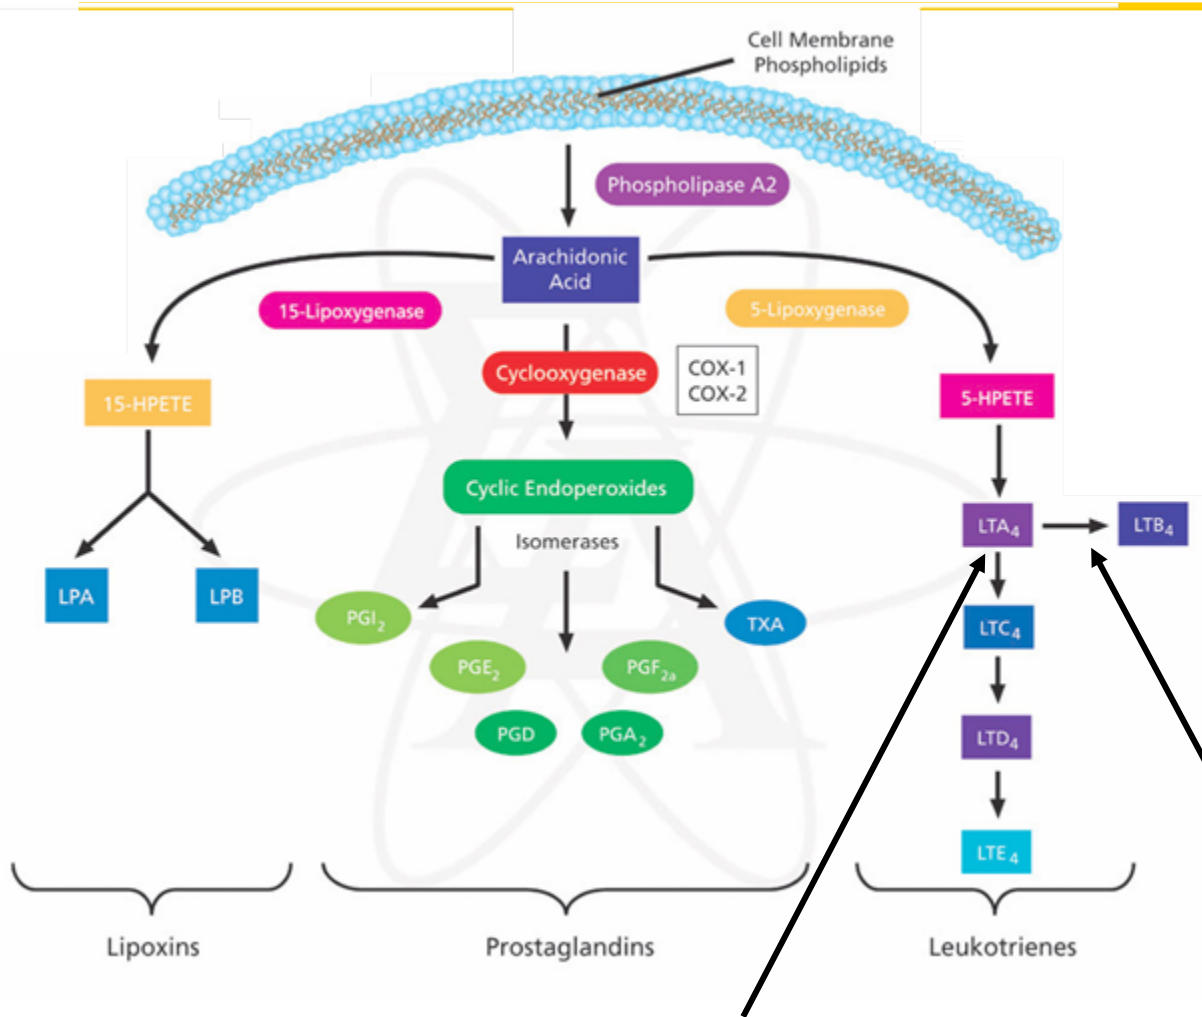 Cell Membrane
Phospholipids
Phospholipase A2
Arachidonic
Acid
15-Lipoxygenase
5-Lipoxygenase
Cyclooxygenase
COX-1
COX-2
15-HPETE
5-HPETE
Cyclic Endoperoxides
Isomerases
LTA4
LTB4
LPA
LPB
PGI2
TXA
LTC4
PGE2
PGF2a
PGD
PGA2
LTD4
LTE4
Lipoxins
Prostaglandins
Leukotrienes